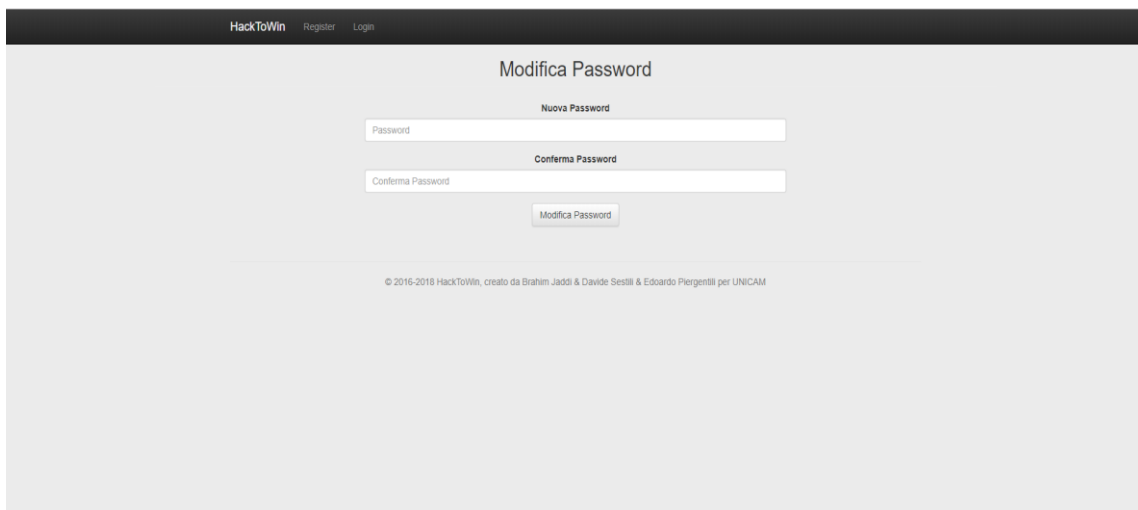 HackToWin Register Login
Modifica Password
Nuova Password
Password
Conferma Password
Conferma Password
Modifica Password
© 2016-2018 HackToWin, creato da Brahim Jaddi & Davide Sestili & Edoardo Piergentili per UNICAM